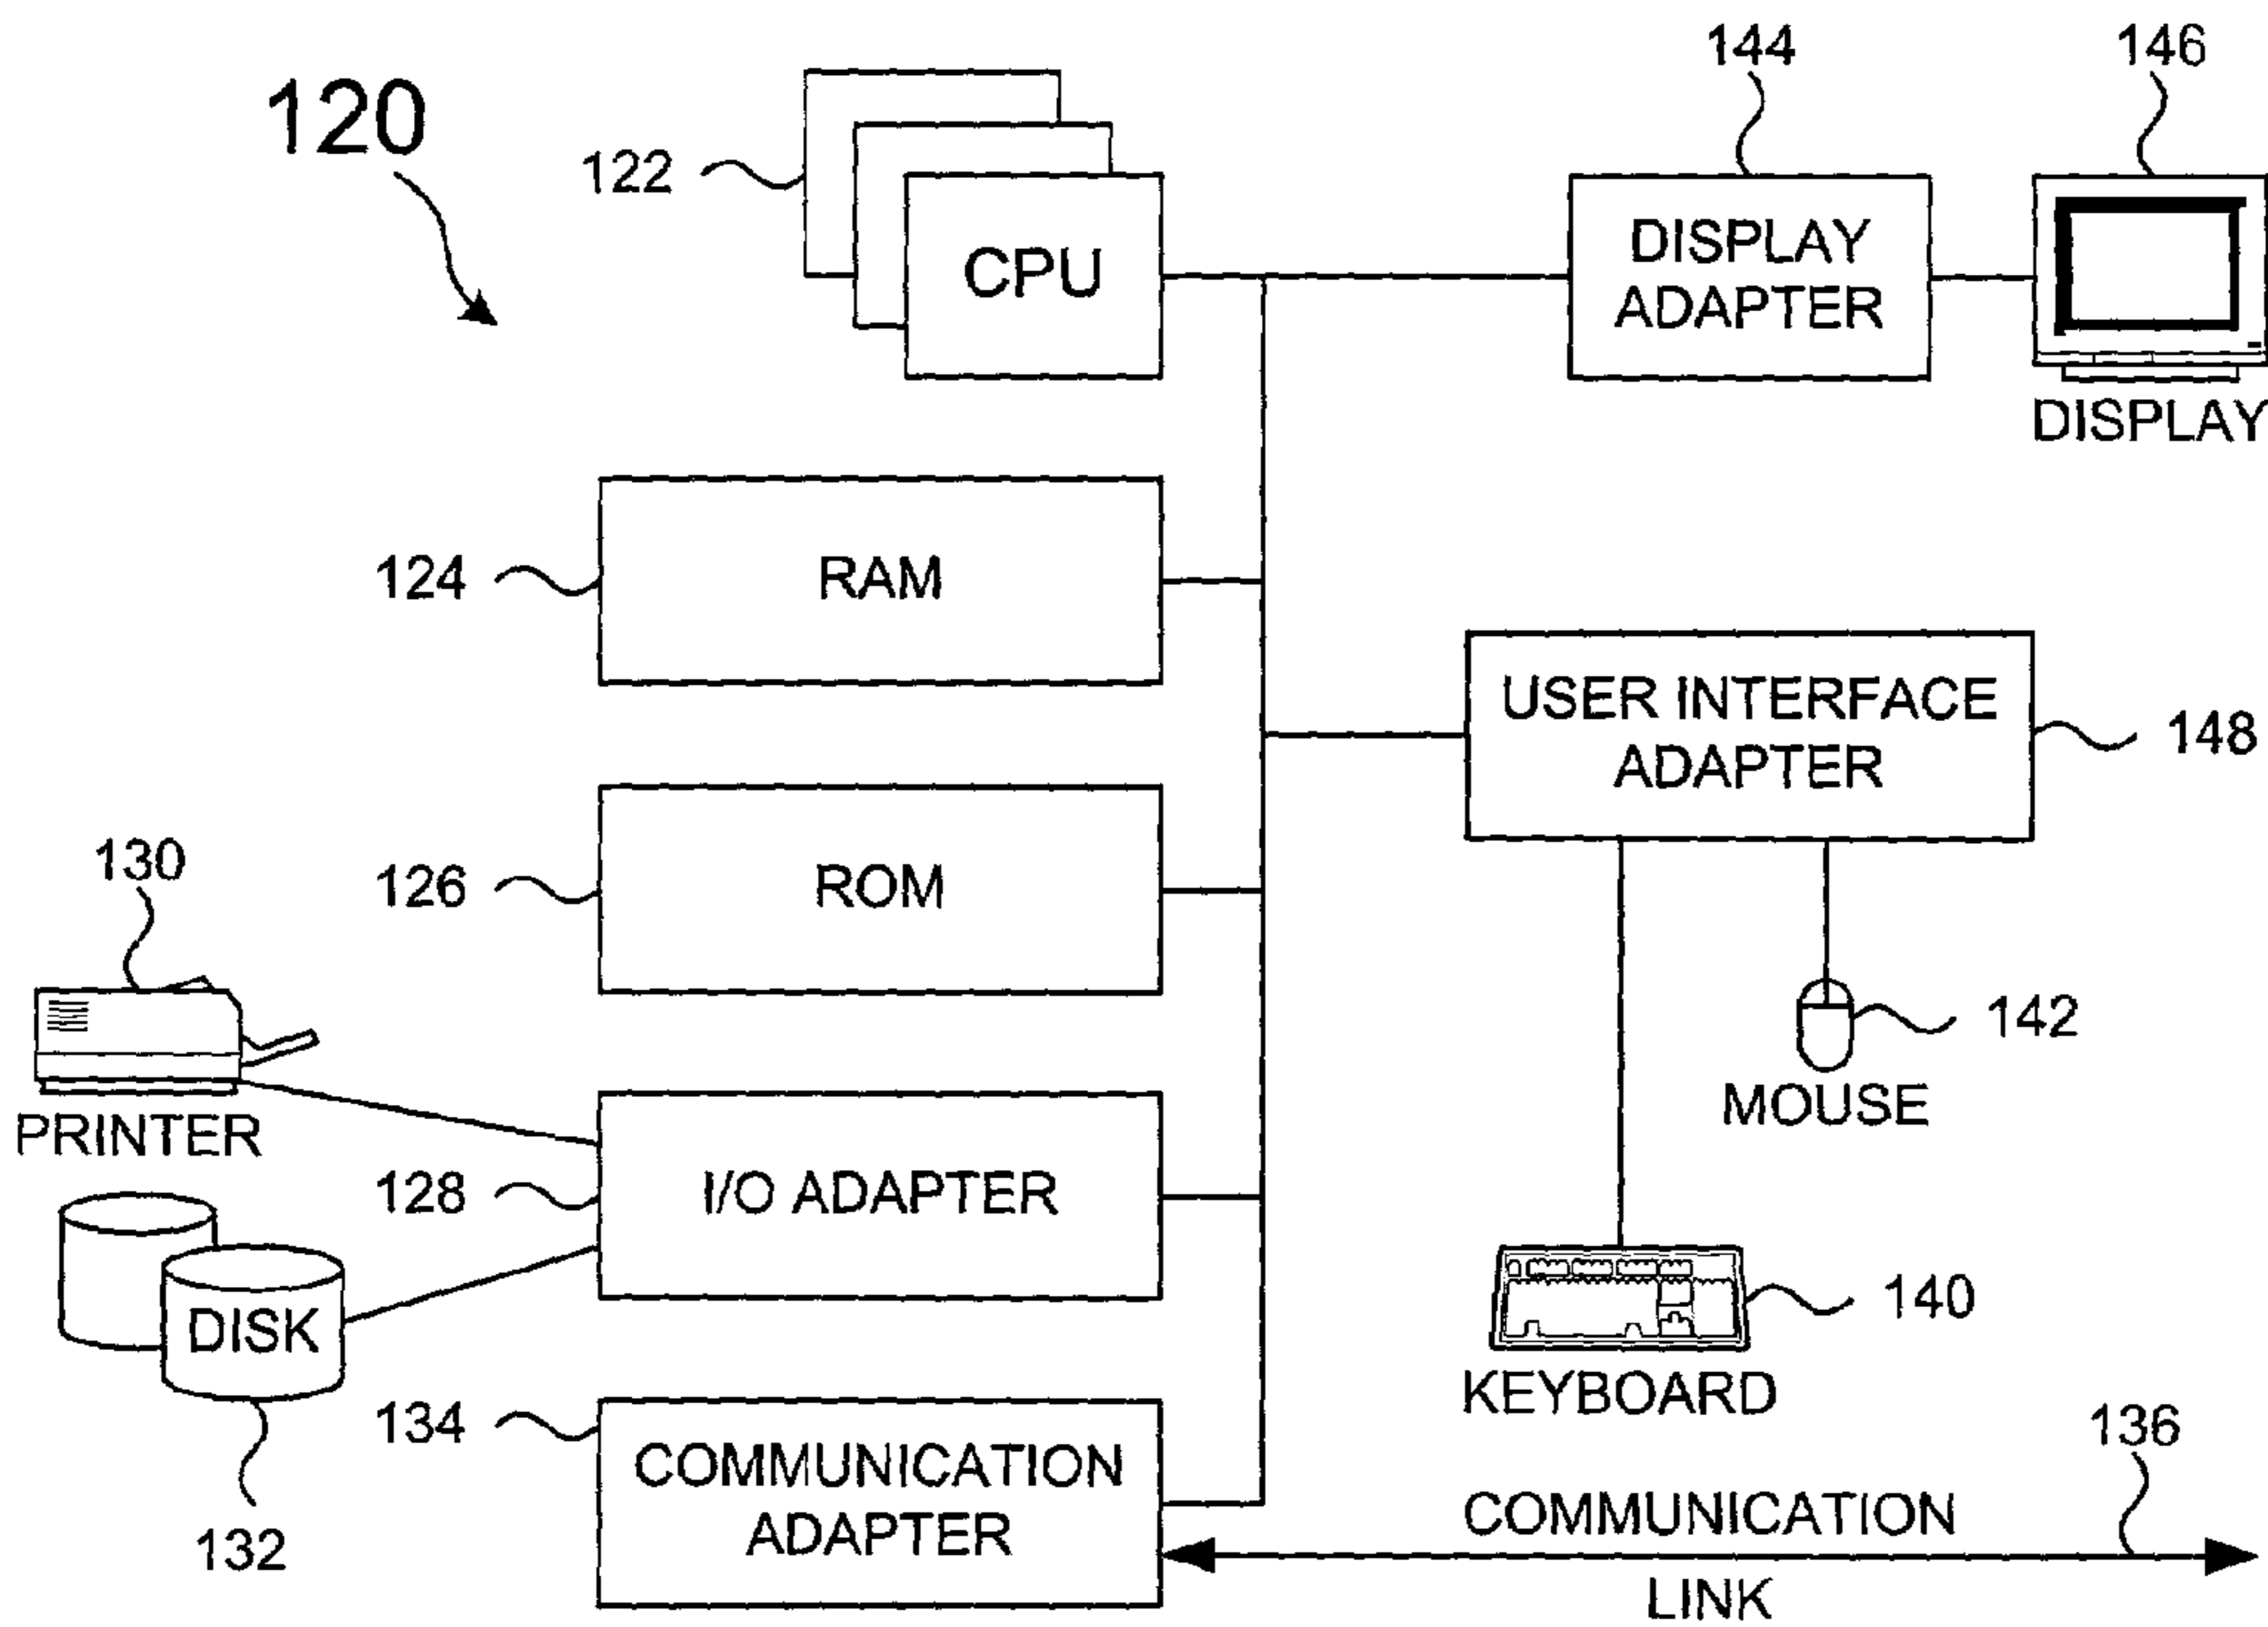 120
122
CPU
144
DISPLAY
ADAPTER
146
DISPLAY
124
RAM
USER INTERFACE
ADAPTER
148
126
ROM
130
PRINTER
142
MOUSE
128
I/O ADAPTER
DISK
132
140
KEYBOARD
134
COMMUNICATION
ADAPTER
136
COMMUNICATION
LINK